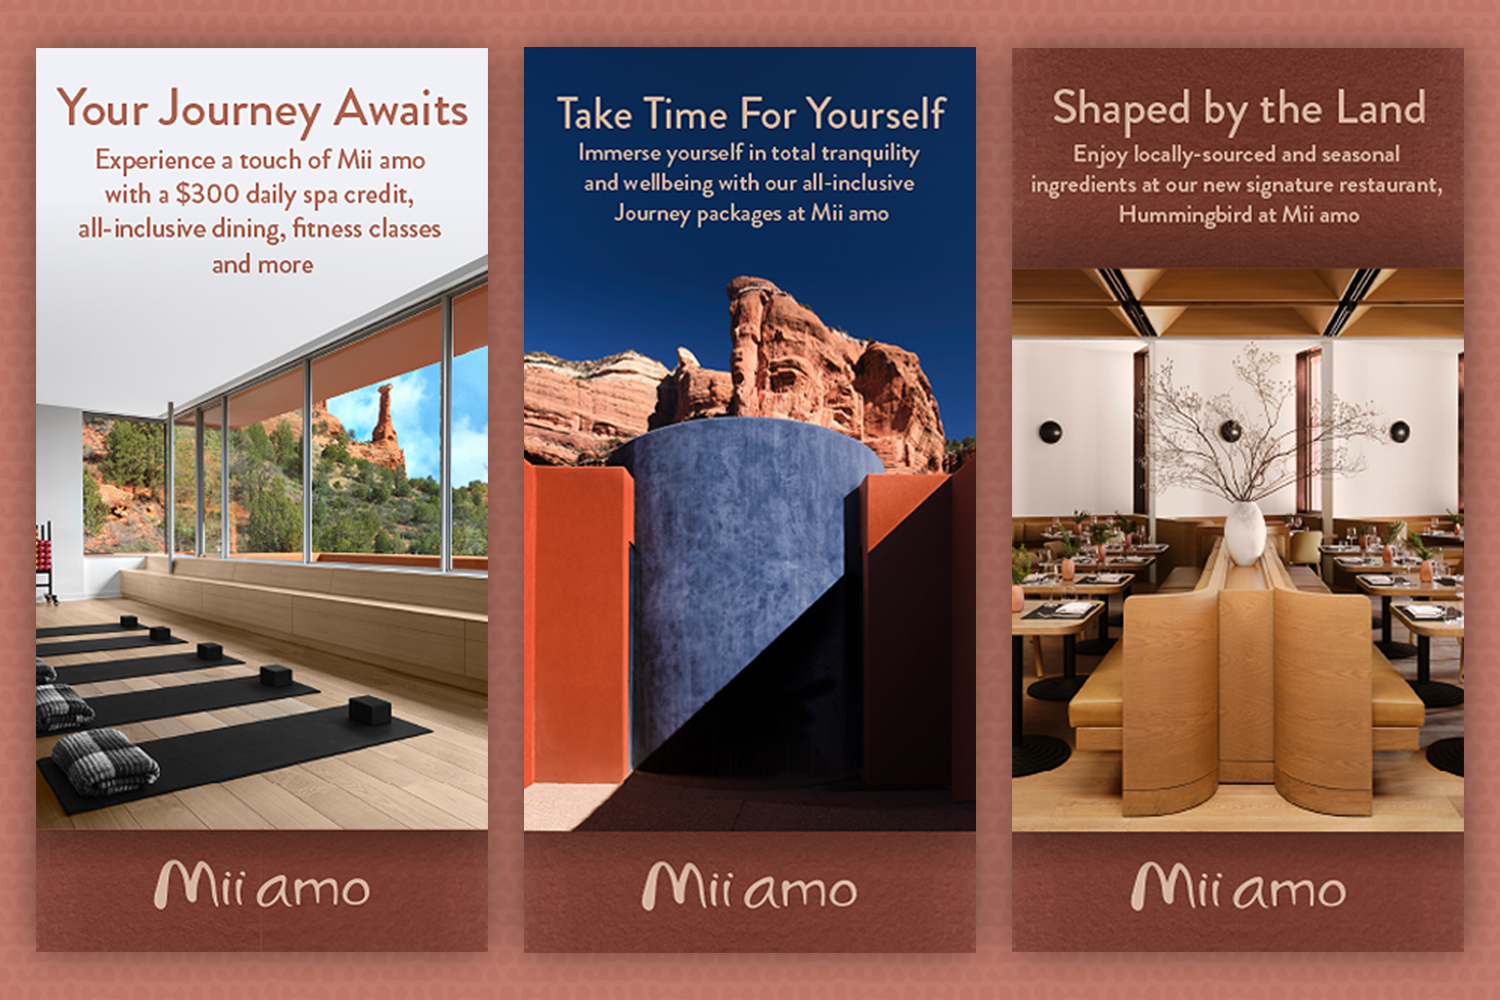 Your Journey Awaits
Experience a touch of Mii amo
with a $300 daily spa credit,
all-inclusive dining, fitness classes
and more
Mii amo
Take Time For Yourself
Immerse yourself in total tranquility
and wellbeing with our all-inclusive
Journey packages at Mii amo
Mii amo
Shaped by the Land
Enjoy locally-sourced and seasonal
ingredients at our new signature restaurant,
Hummingbird at Mii amo
Mii amo